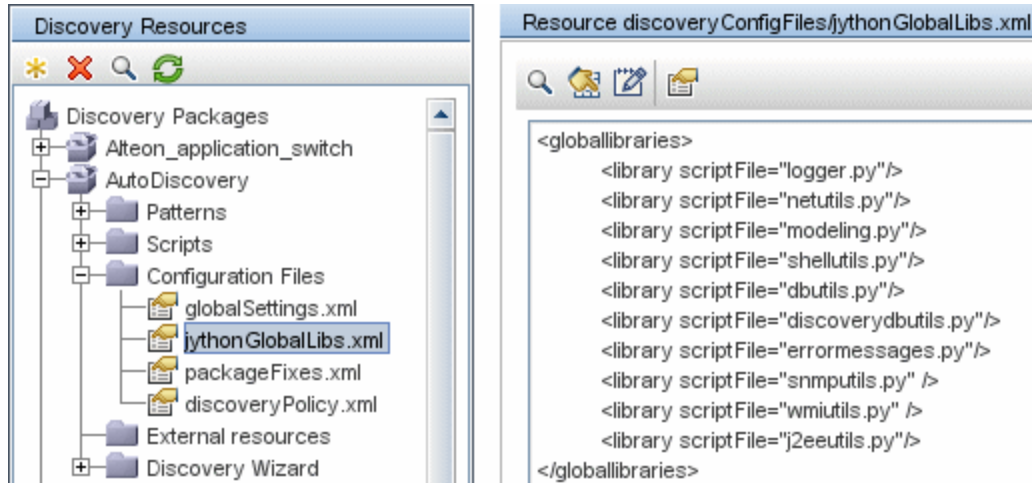 Discovery Resources
Discovery Packages
Alteon_application_switch
AutoDiscovery
Patterns
Scripts
Configuration Files
globalSettings.xml
jythonGlobalLibs.xml
packageFixes.xml
discoveryPolicy.xml
External resources
Discovery Wizard
Resource discoveryConfigFiles/jythonGlobalLibs.xml
<globallibraries>
<library scriptFile="logger.py"/>
<library scriptFile="netutils.py"/>
<library scriptFile="modeling.py"/>
<library scriptFile="shellutils.py"/>
<library scriptFile="dbutils.py"/>
<library scriptFile="discoverydbutils.py"/>
<library scriptFile="errormessages.py"/>
<library scriptFile="snmputils.py" />
<library scriptFile="wmiutils.py" />
<library scriptFile="j2eeutils.py"/>
</globallibraries>